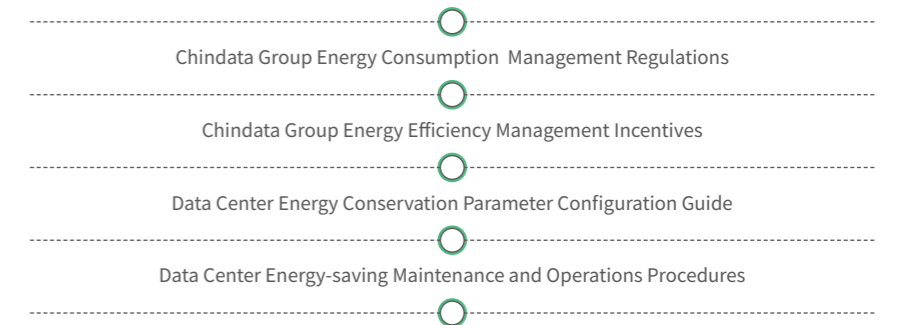 Chindata Group Energy Consumption  Management Regulations
Chindata Group Energy Efficiency Management Incentives
Data Center Energy Conservation Parameter Configuration Guide
Data Center Energy-saving Maintenance and Operations Procedures